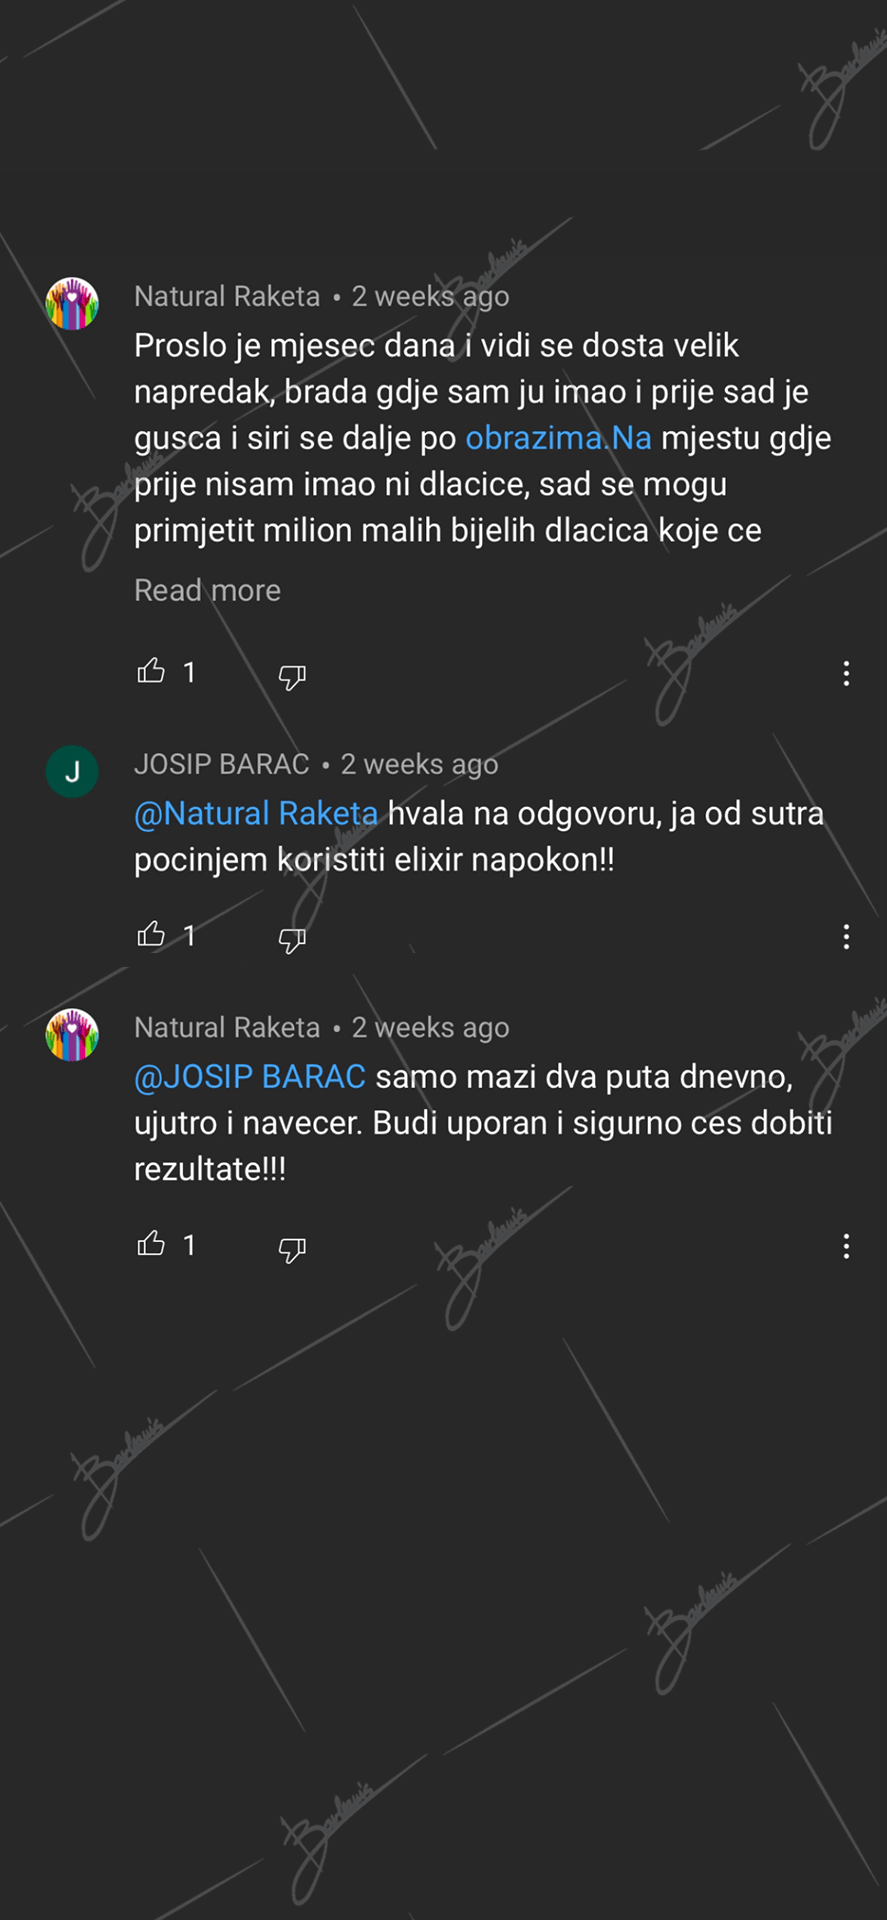 Natural Raketa • 2 weeks ago
Proslo je mjesec dana i vidi se dosta velik
napredak, brada gdje sam ju imao i prije sad je
gusca i siri se dalje po obrazima.Na mjestu gdje
prije nisam imao ni dlacice, sad se mogu
primjetit milion malih bijelih dlacica koje ce
Read more
1
J
JOSIP BARAC • 2 weeks ago
@Natural Raketa hvala na odgovoru, ja od sutra
pocinjem koristiti elixir napokon!!
1
Natural Raketa • 2 weeks ago
@JOSIP BARAC samo mazi dva puta dnevno,
ujutro i navecer. Budi uporan i sigurno ces dobiti
rezultate!!!
1